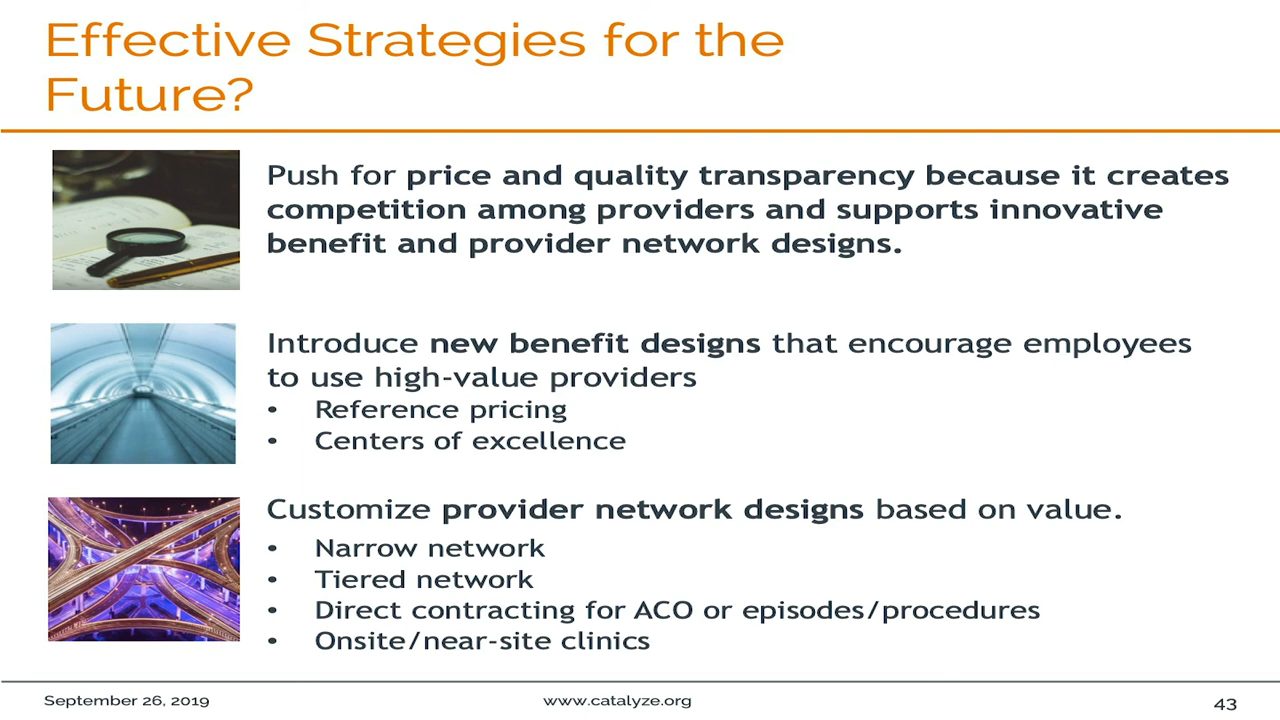 Effective Strategies for the
Future?
Push for price and quality transparency because it creates
competition among providers and supports innovative
benefit and provider network designs.
Introduce new benefit designs that encourage employees
to use high-value providers
• Reference pricing
• Centers of excellence
Customize provider network designs based on value.
• Narrow network
• Tiered network
• Direct contracting for ACO or episodes/procedures
• Onsite/near-site clinics
September 26, 2019
www.catalyze.org
43